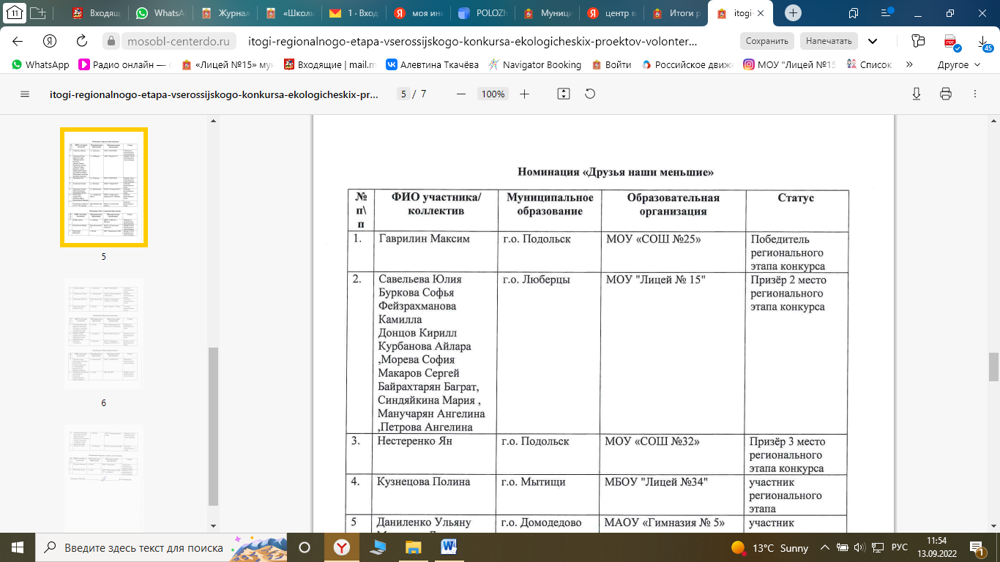 11
Входящ
WhatsA
Журнал
«Школь
1 · Вход
моя ини
POLOZH
Муници
центр в
Итоги р
itogi-
mosobl-centerdo.ru
itogi-regionalnogo-etapa-vserossijskogo-konkursa-ekologicheskix-proektov-volonter...
Сохранить
Напечатать
45
WhatsApp
Радио онлайн — с
«Лицей №15» мун
Входящие | mail.m
Алевтина Ткачёва
Navigator Booking
Войти
Российское движе
МОУ "Лицей №15
Список
»
Другое
itogi-regionalnogo-etapa-vserossijskogo-konkursa-ekologicheskix-pr...
5 / 7
100%
5
6
Номинация «Друзья наши меньшие»
№ п\п
ФИО участника/ коллектив
Муниципальное образование
Образовательная организация
Статус
1.
Гаврилин Максим
г.о. Подольск
МОУ «СОШ №25»
Победитель
регионального
этапа конкурса
2.
Савельева Юлия
Буркова Софья
Фейзрахманова
Камилла
Донцов Кирилл
Курбанова Айлара
,Морева София
Макаров Сергей
Байрахтарян Баграт,
Синдяйкина Мария ,
Манучарян Ангелина
,Петрова Ангелина
г.о. Люберцы
МОУ "Лицей № 15"
Призёр 2 место
регионального
этапа конкурса
3.
Нестеренко Ян
г.о. Подольск
МОУ «СОШ №32»
Призёр 3 место
регионального
этапа конкурса
4.
Кузнецова Полина
г.о. Мытищи
МБОУ "Лицей №34"
участник
регионального
этапа
5
Даниленко Ульяну
г.о. Домодедово
МАОУ «Гимназия № 5»
участник
Введите здесь текст для поиска
13°C Sunny
РУС
11:54
13.09.2022
1